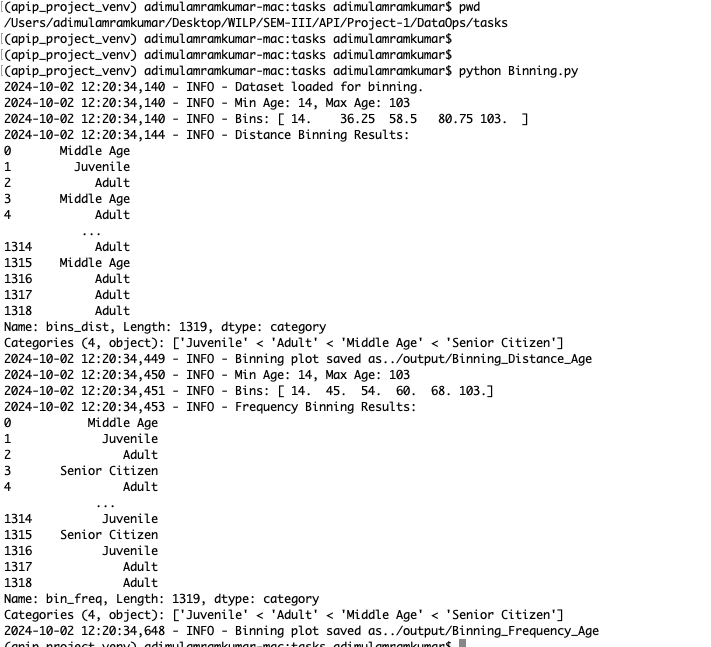 (apip_project_venv) adimulamramkumar-mac:tasks adimulamramkumar$ pwd
/Users/adimulamramkumar/Desktop/WILP/SEM-III/API/Project-1/DataOps/tasks
(apip_project_venv) adimulamramkumar-mac:tasks adimulamramkumar$
(apip_project_venv) adimulamramkumar-mac:tasks adimulamramkumar$
(apip_project_venv) adimulamramkumar-mac:tasks adimulamramkumar$ python Binning.py
2024-10-02 12:20:34,140 - INFO - Dataset loaded for binning.
2024-10-02 12:20:34,140 - INFO - Min Age: 14, Max Age: 103
2024-10-02 12:20:34,140 - INFO - Bins: [ 14.    36.25  58.5   80.75 103.  ]
2024-10-02 12:20:34,144 - INFO - Distance Binning Results:
0       Middle Age
1         Juvenile
2            Adult
3       Middle Age
4            Adult
           ...
1314         Adult
1315    Middle Age
1316         Adult
1317         Adult
1318         Adult
Name: bins_dist, Length: 1319, dtype: category
Categories (4, object): ['Juvenile' < 'Adult' < 'Middle Age' < 'Senior Citizen']
2024-10-02 12:20:34,449 - INFO - Binning plot saved as../output/Binning_Distance_Age
2024-10-02 12:20:34,450 - INFO - Min Age: 14, Max Age: 103
2024-10-02 12:20:34,451 - INFO - Bins: [ 14.  45.  54.  60.  68. 103.]
2024-10-02 12:20:34,453 - INFO - Frequency Binning Results:
0           Middle Age
1             Juvenile
2                Adult
3       Senior Citizen
4                Adult
             ...
1314          Juvenile
1315    Senior Citizen
1316          Juvenile
1317             Adult
1318             Adult
Name: bin_freq, Length: 1319, dtype: category
Categories (4, object): ['Juvenile' < 'Adult' < 'Middle Age' < 'Senior Citizen']
2024-10-02 12:20:34,648 - INFO - Binning plot saved as../output/Binning_Frequency_Age
(apip_project_venv) adimulamramkumar-mac:tasks adimulamramkumar$